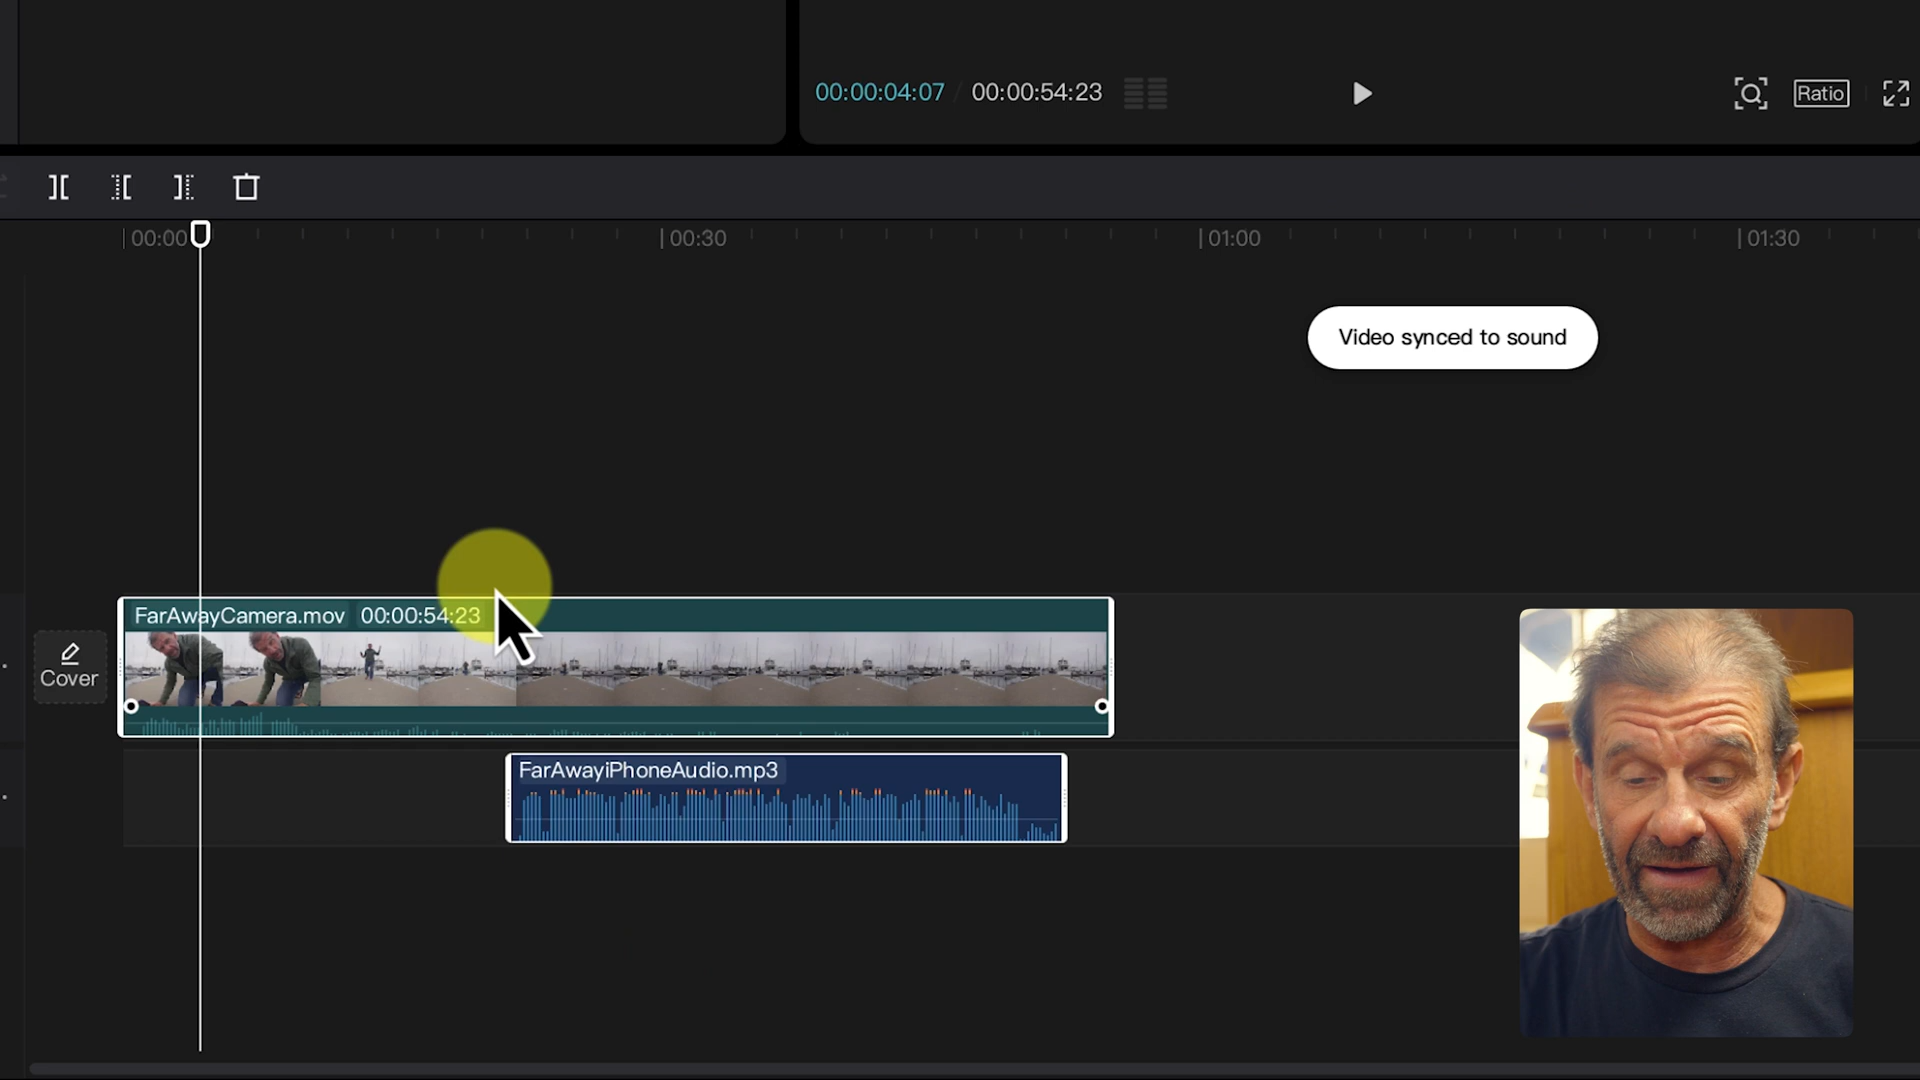 00:00:04:07 / 00:00:54:23
Ratio
00:00
00:30
01:00
01:30
Video synced to sound
FarAwayCamera.mov 00:00:54:23
Cover
FarAwayiPhoneAudio.mp3